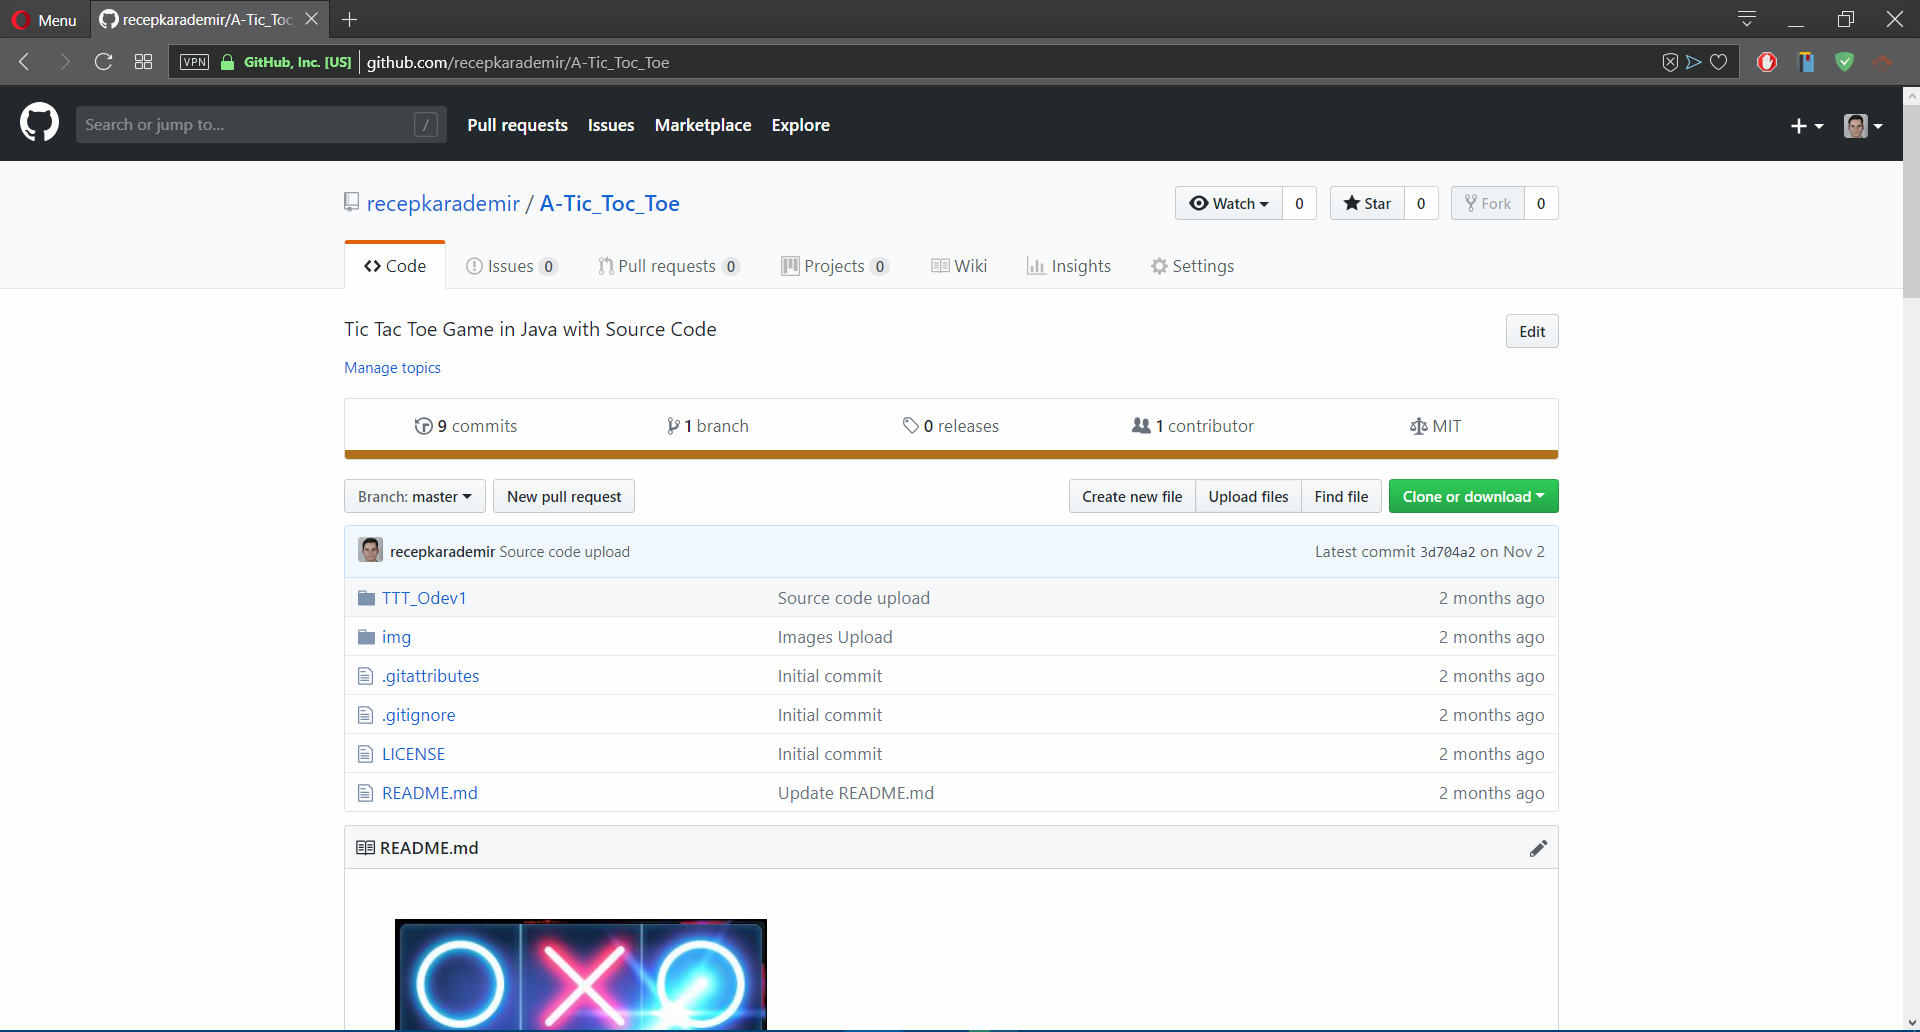 Menu
recepkarademir/A-Tic_Toc
VPN GitHub, Inc. [US] github.com/recepkarademir/A-Tic_Toc_Toe
Search or jump to... /
Pull requests Issues Marketplace Explore
recepkarademir / A-Tic_Toc_Toe
Watch 0 Star 0 Fork 0
Code Issues 0 Pull requests 0 Projects 0 Wiki Insights Settings
Tic Tac Toe Game in Java with Source Code
Edit
Manage topics
9 commits 1 branch 0 releases 1 contributor MIT
Branch: master New pull request Create new file Upload files Find file Clone or download
recepkarademir Source code upload Latest commit 3d704a2 on Nov 2
TTT_Odev1 Source code upload 2 months ago
img Images Upload 2 months ago
.gitattributes Initial commit 2 months ago
.gitignore Initial commit 2 months ago
LICENSE Initial commit 2 months ago
README.md Update README.md 2 months ago
README.md